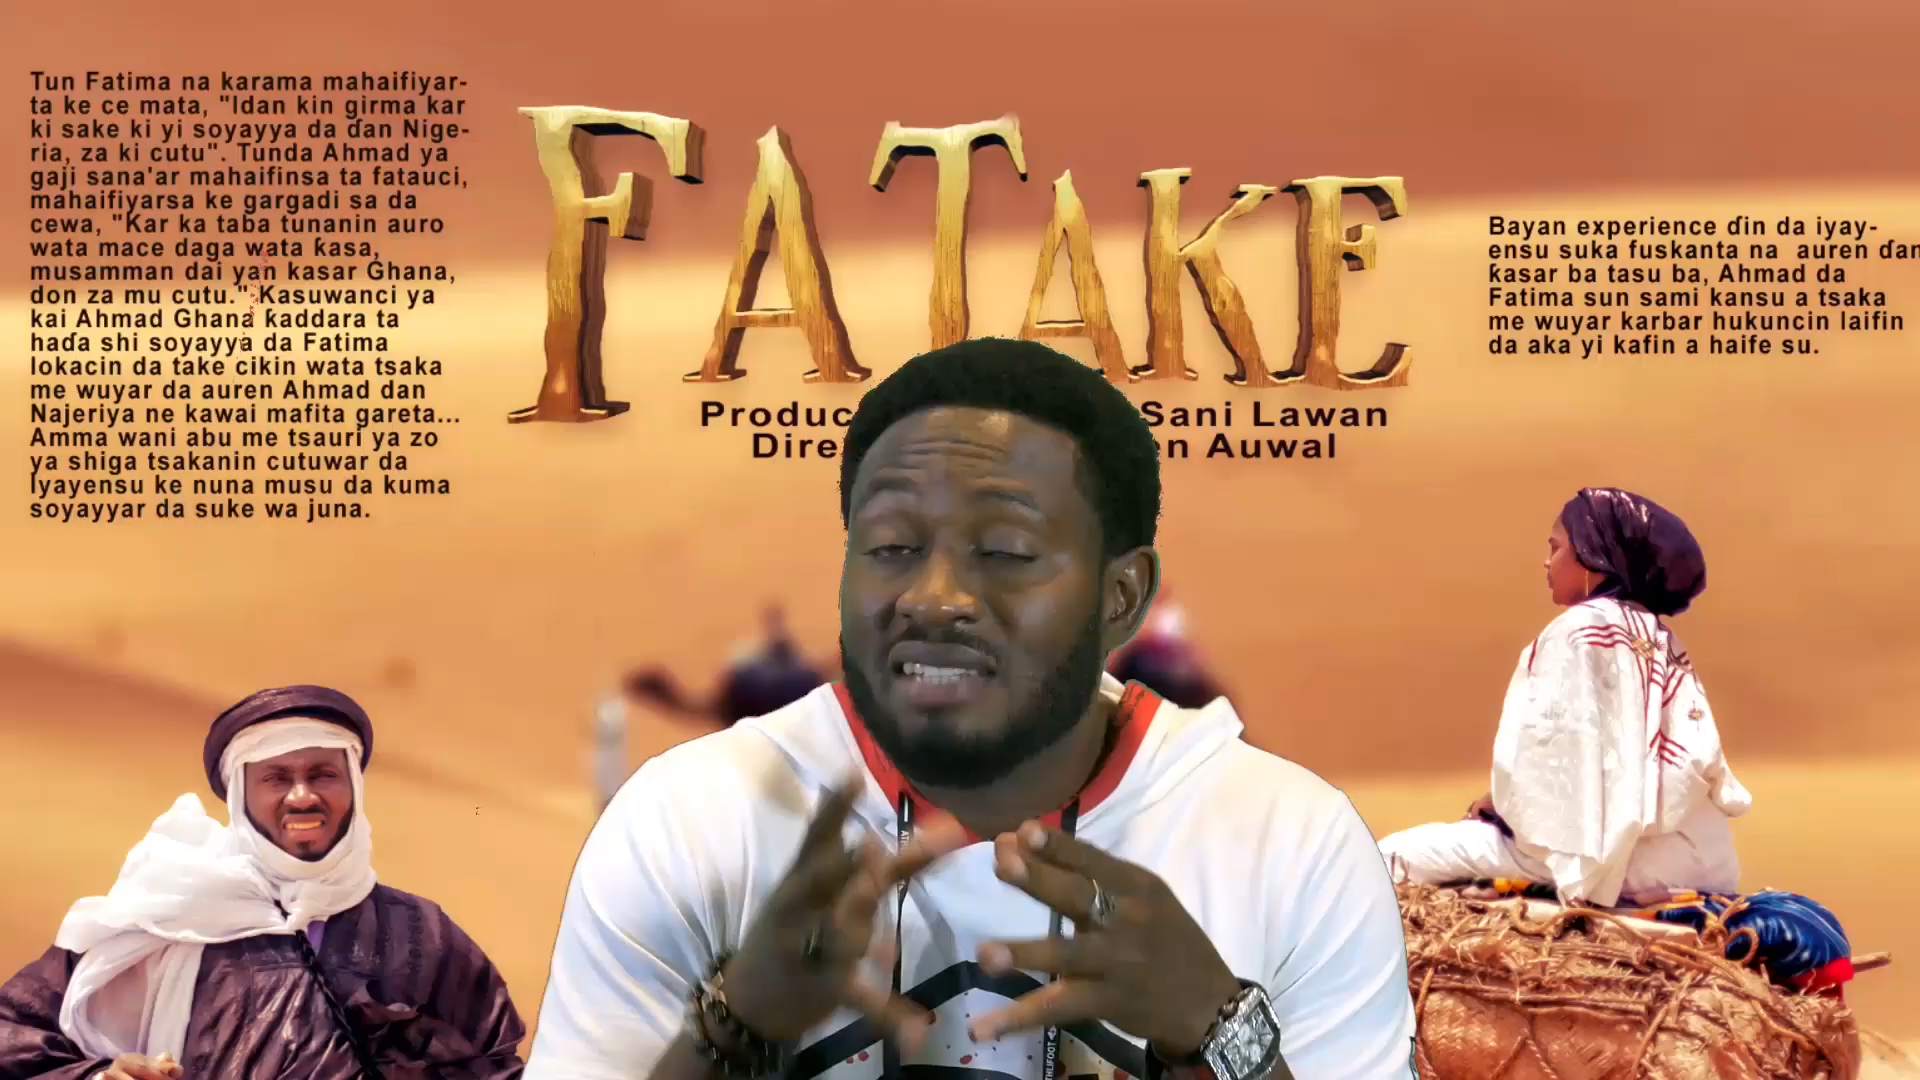 Tun Fatima na karama mahaifiyar-
ta ke ce mata, "Idan kin girma kar
ki sake ki yi soyayya da ɗan Nige-
ria, za ki cutu". Tunda Ahmad ya
gaji sana'ar mahaifinsa ta fatauci,
mahaifiyarsa ke gargadi sa da
cewa, "Kar ka taba tunanin auro
wata mace daga wata ƙasa,
musamman dai yan kasar Ghana,
don za mu cutu." Kasuwanci ya
kai Ahmad Ghana ƙaddara ta
haɗa shi soyayya da Fatima
lokacin da take cikin wata tsaka
me wuyar da auren Ahmad dan
Najeriya ne kawai mafita gareta...
Amma wani abu me tsauri ya zo
ya shiga tsakanin cutuwar da
Iyayensu ke nuna musu da kuma
soyayyar da suke wa juna.
FATAKE
Sani Lawan
Auwal
Bayan experience ɗin da iyay-
ensu suka fuskanta na auren ɗan
ƙasar ba tasu ba, Ahmad da
Fatima sun sami kansu a tsaka
me wuyar karbar hukuncin laifin
da aka yi kafin a haife su.